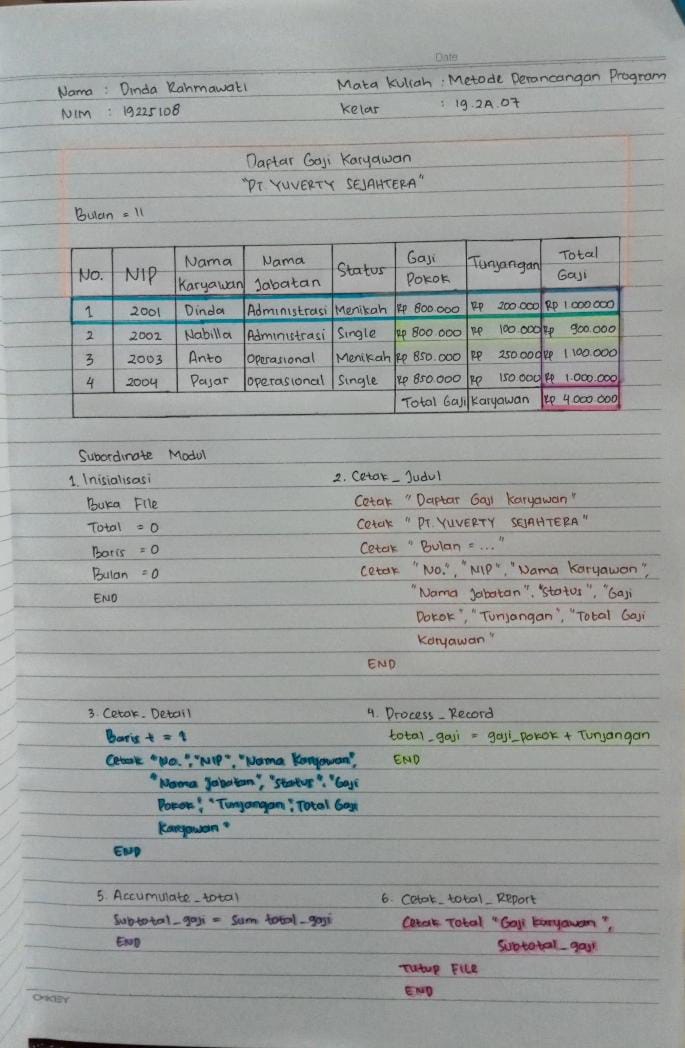 Date
Nama : Dinda Rahmawati Mata Kuliah : Metode Perancangan Program
NIM : 19225108 Kelas : 19.2A.07
Daftar Gaji Karyawan
"PT. YUVERTY SEJAHTERA"
Bulan = 11
No. NIP Nama Karyawan Nama Jabatan Status Gaji Pokok Tunjangan Total Gaji
1 2001 Dinda Administrasi Menikah Rp 800.000 Rp 200.000 Rp 1.000.000
2 2002 Nabilla Administrasi Single Rp 800.000 Rp 100.000 Rp 900.000
3 2003 Anto Operasional Menikah Rp 850.000 Rp 250.000 Rp 1.100.000
4 2004 Fajar Operasional Single Rp 850.000 Rp 150.000 Rp 1.000.000
Total Gaji Karyawan Rp 4.000.000
Subordinate Modul
1. Inisialisasi
Buka File
Total = 0
Baris = 0
Bulan = 0
END
2. Cetak_Judul
Cetak "Daftar Gaji Karyawan"
Cetak "PT. YUVERTY SEJAHTERA"
Cetak "Bulan = ..."
Cetak "No.", "NIP", "Nama Karyawan",
"Nama Jabatan", "Status", "Gaji
Pokok", "Tunjangan", "Total Gaji
Karyawan"
END
3. Cetak_Detail
Baris + = 1
Cetak "No.", "NIP", "Nama Karyawan",
"Nama Jabatan", "Status", "Gaji
Pokok", "Tunjangan", Total Gaji
Karyawan"
END
4. Process_Record
total_gaji = gaji_pokok + Tunjangan
END
5. Accumulate_total
Subtotal_gaji = Sum total_gaji
END
6. Cetak_total_Report
Cetak Total "Gaji Karyawan",
Subtotal_gaji
Tutup FILE
END